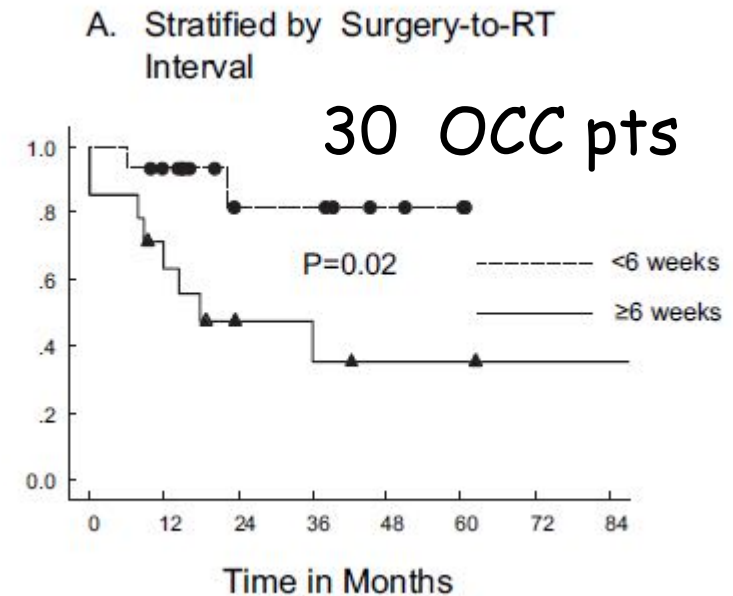 A. Stratified by Surgery-to-RT
Interval
30 OCC pts
1.0
.8
.6
.4
.2
0.0
P=0.02
<6 weeks
≥6 weeks
0 12 24 36 48 60 72 84
Time in Months